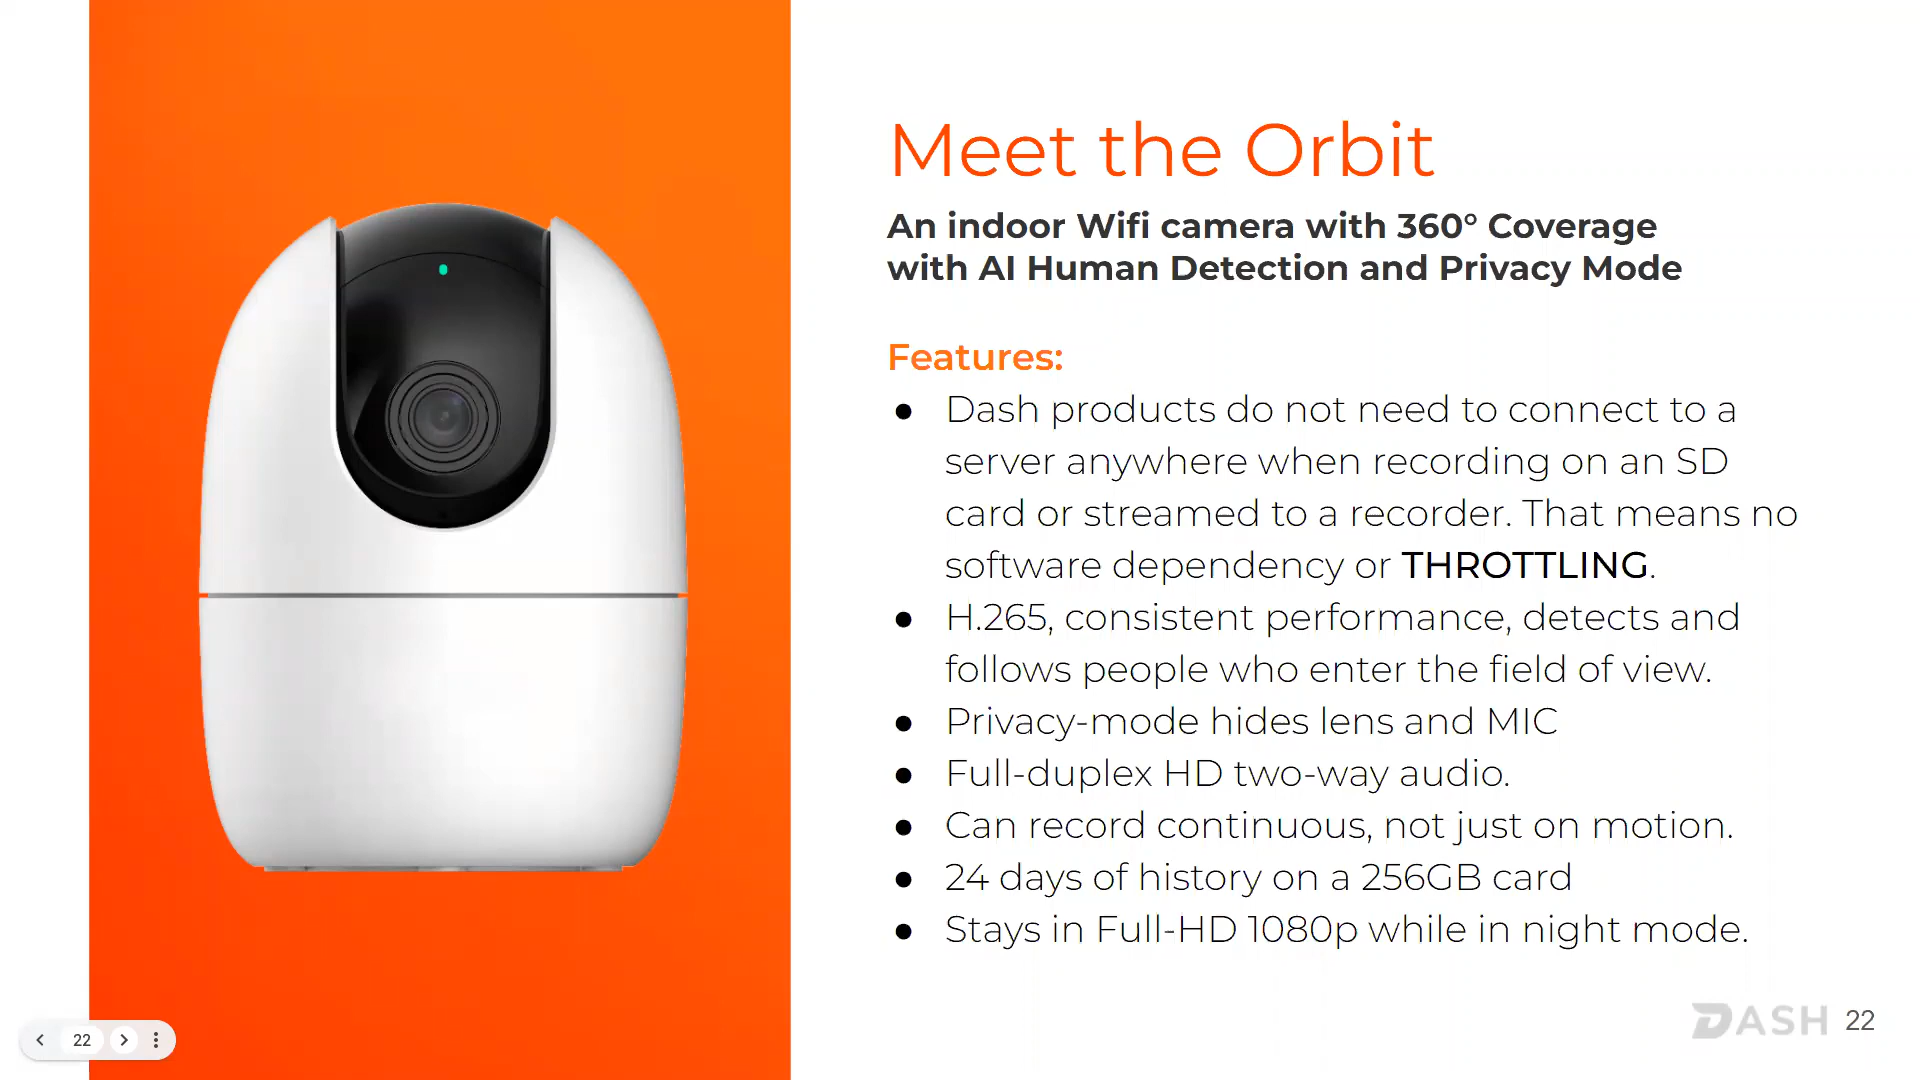 Meet the Orbit
An indoor Wifi camera with 360° Coverage
with AI Human Detection and Privacy Mode
Features:
● Dash products do not need to connect to a
server anywhere when recording on an SD
card or streamed to a recorder. That means no
software dependency or THROTTLING.
● H.265, consistent performance, detects and
follows people who enter the field of view.
● Privacy-mode hides lens and MIC
● Full-duplex HD two-way audio.
● Can record continuous, not just on motion.
● 24 days of history on a 256GB card
● Stays in Full-HD 1080p while in night mode.
22
DASH 22